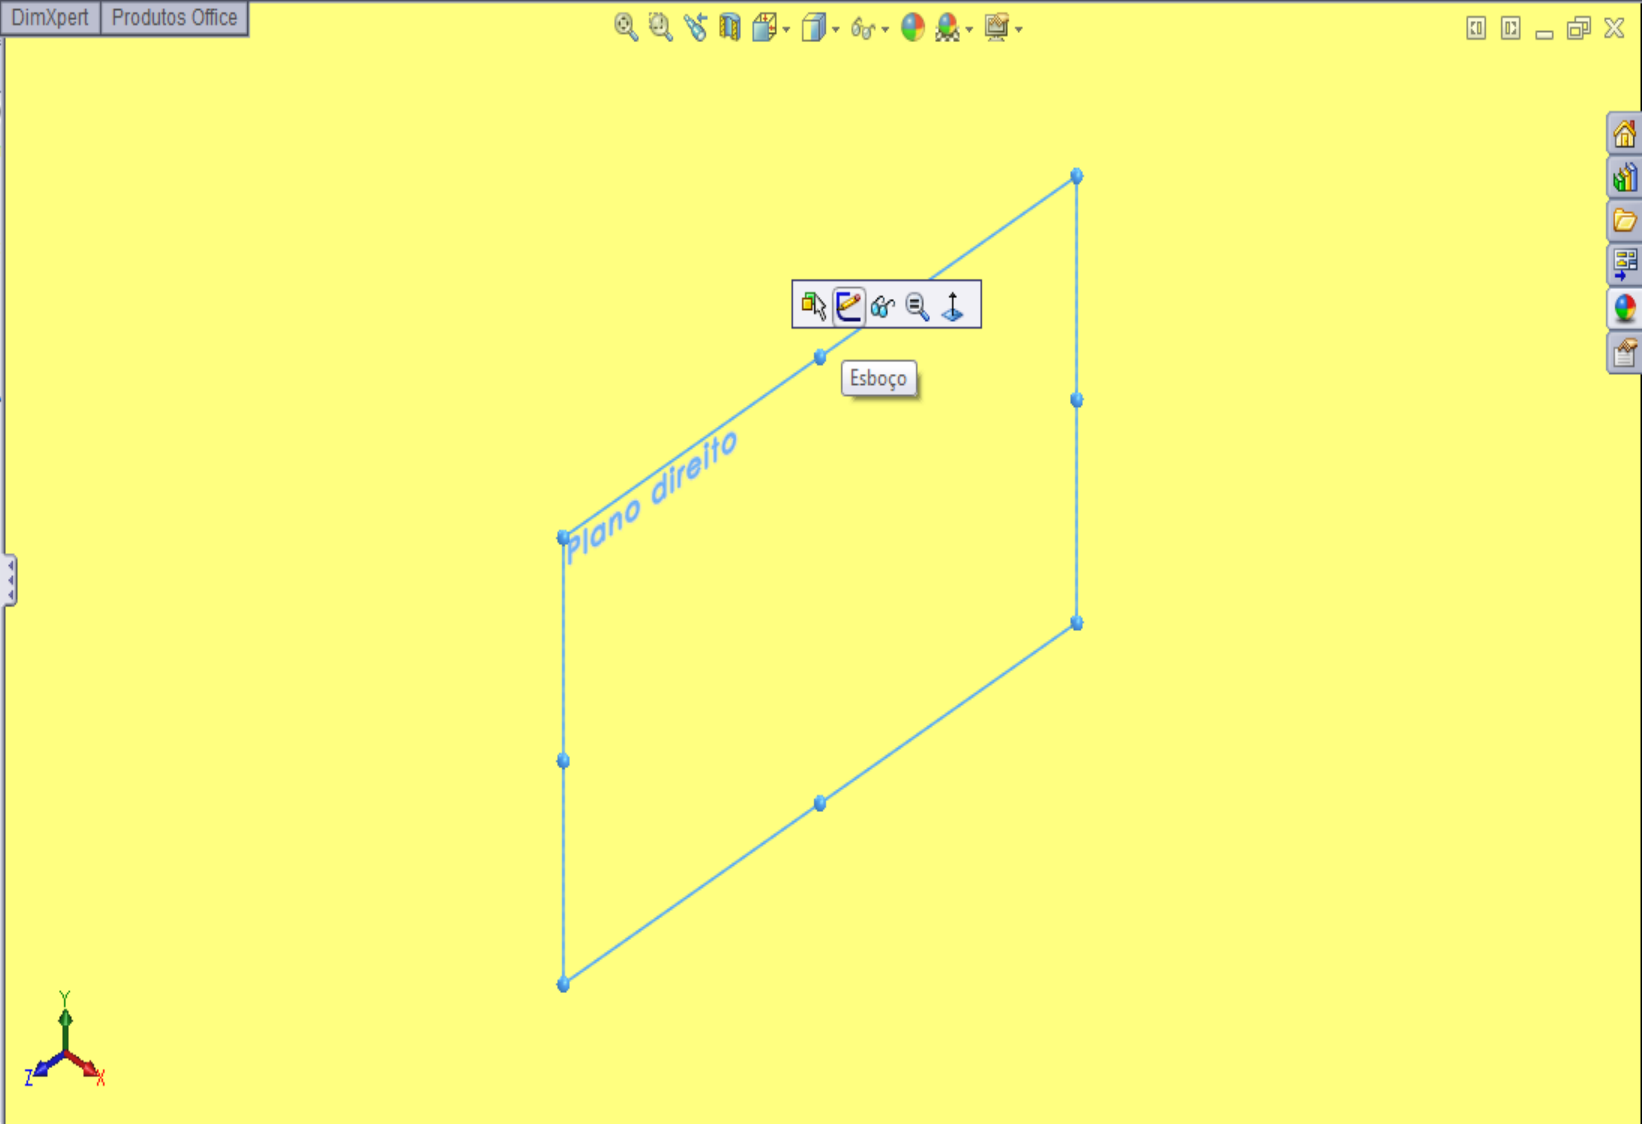 DimXpert
Produtos Office
Esboço
Plano direito
Y
Z
X